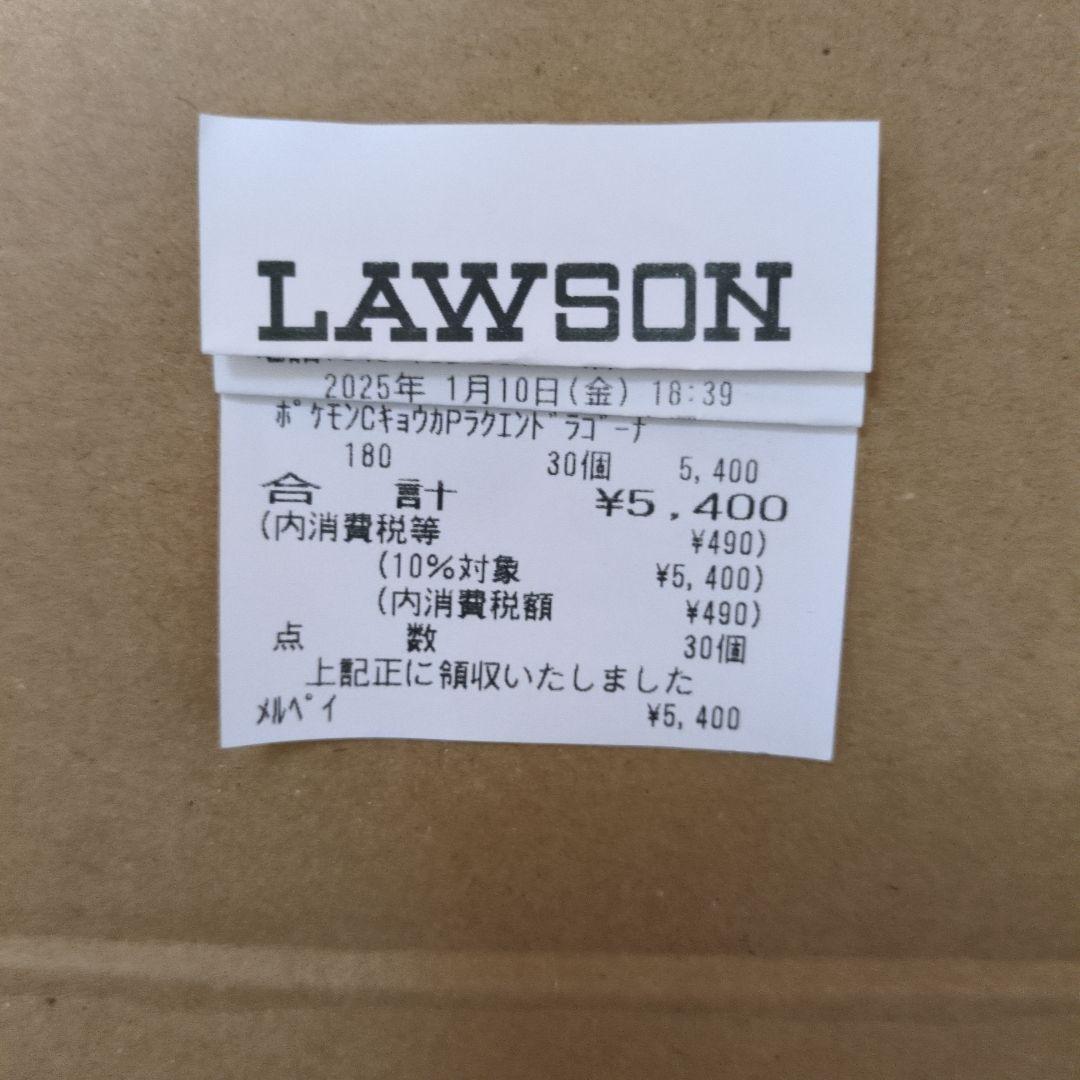 LAWSON
2025年 1月10日(金) 18:39
ﾎﾟｹﾓﾝCｷｮｳｶPﾗｸｴﾝﾄﾞﾗｺﾞｰﾅ
180 30個 5,400
合 計 ¥5,400
(内消費税等 ¥490)
(10%対象 ¥5,400)
(内消費税額 ¥490)
点 数 30個
上記正に領収いたしました
ﾒﾙﾍﾟｲ ¥5,400